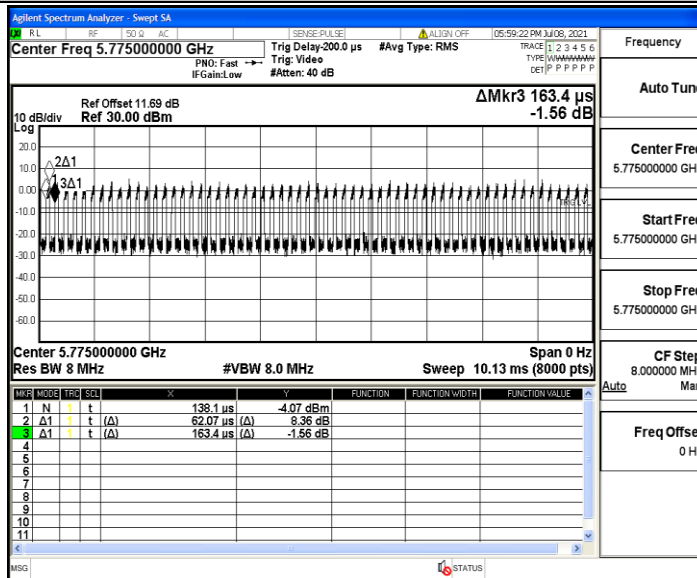 Agilent Spectrum Analyzer - Swept SA
RL RF 50 Ω AC SENSE:PULSE ALIGN OFF 05:59:22 PM Jul 08, 2021
Center Freq 5.775000000 GHz
PNO: Fast
IFGain:Low
Trig Delay-200.0 µs
Trig: Video
#Atten: 40 dB
#Avg Type: RMS
TRACE 1 2 3 4 5 6
TYPE WWWWWW
DET P P P P P P
Frequency
Auto Tun
Ref Offset 11.69 dB
10 dB/div Ref 30.00 dBm
ΔMkr3 163.4 µs
-1.56 dB
Log
20.0
10.0
0.00
-10.0
-20.0
-30.0
-40.0
-50.0
-60.0
2Δ1
3Δ1
TRIG LVL
Center 5.775000000 GHz
Res BW 8 MHz
#VBW 8.0 MHz
Span 0 Hz
Sweep 10.13 ms (8000 pts)
Center Fre
5.775000000 GH
Start Fre
5.775000000 GH
Stop Fre
5.775000000 GH
CF Step
8.000000 MH
Auto Ma
Freq Offse
0 H
MKR MODE TRC SCL X Y FUNCTION FUNCTION WIDTH FUNCTION VALUE
1 N 1 t 138.1 µs -4.07 dBm
2 Δ1 1 t (Δ) 62.07 µs (Δ) 8.36 dB
3 Δ1 1 t (Δ) 163.4 µs (Δ) -1.56 dB
4
5
6
7
8
9
10
11
MSG STATUS